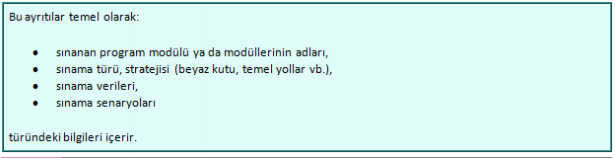 Bu ayrıtılar temel olarak:
• sınanan program modülü ya da modüllerinin adları,
• sınama türü, stratejisi (beyaz kutu, temel yollar vb.),
• sınama verileri,
• sınama senaryoları
türündeki bilgileri içerir.